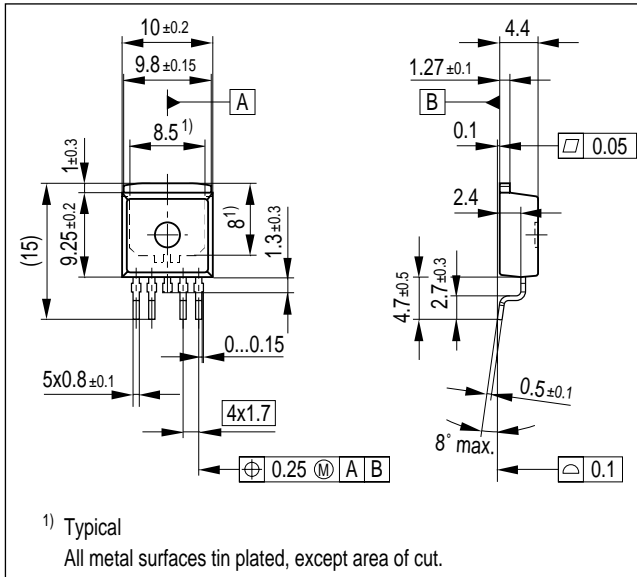 10 ±0.2
9.8 ±0.15
A
8.5 1)
1±0.3
(15)
9.25 ±0.2
8 1)
1.3 ±0.3
0...0.15
5x0.8 ±0.1
4x1.7
⌖ 0.25 Ⓜ A B
4.4
1.27 ±0.1
B
0.1
⏥ 0.05
2.4
4.7 ±0.5
2.7 ±0.3
0.5 ±0.1
8˚ max.
⌓ 0.1
1) Typical
All metal surfaces tin plated, except area of cut.